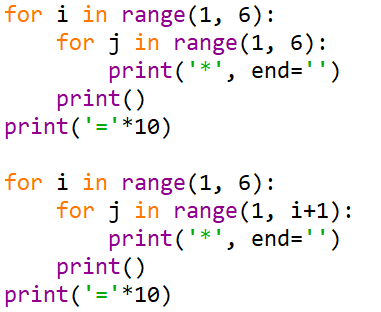 for i in range(1, 6):
    for j in range(1, 6):
        print('*', end='')
    print()
print('='*10)

for i in range(1, 6):
    for j in range(1, i+1):
        print('*', end='')
    print()
print('='*10)